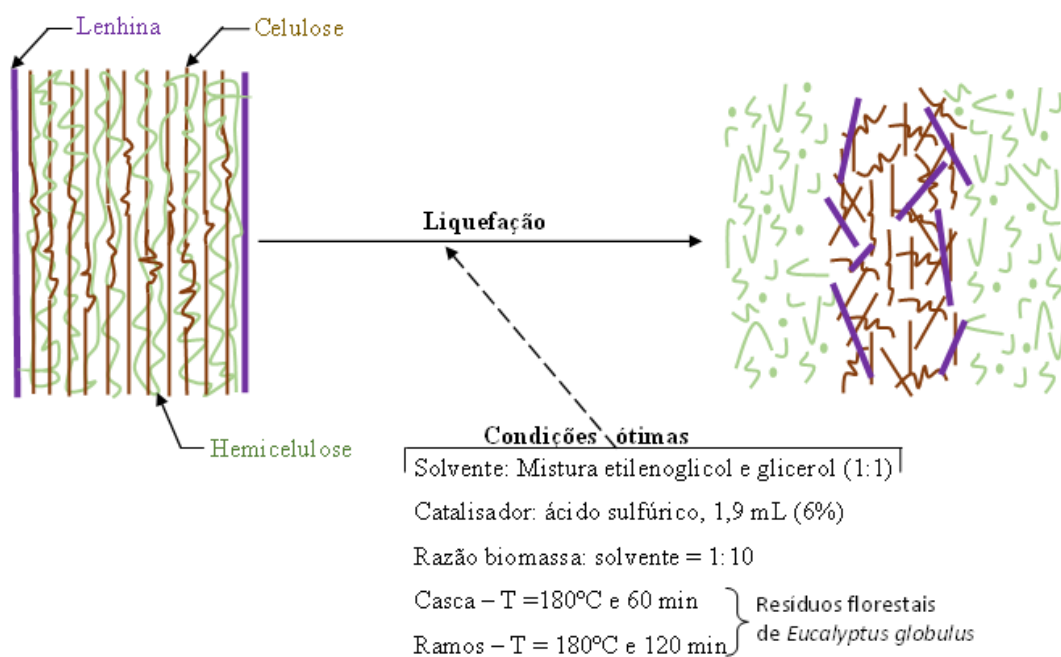 Lenhina
Celulose
Liquefação
Hemicelulose
Condições ótimas
Solvente: Mistura etilenoglicol e glicerol (1:1)
Catalisador: ácido sulfúrico, 1,9 mL (6%)
Razão biomassa: solvente = 1:10
Casca – T =180ºC e 60 min
Ramos – T = 180ºC e 120 min
Resíduos florestais
de Eucalyptus globulus